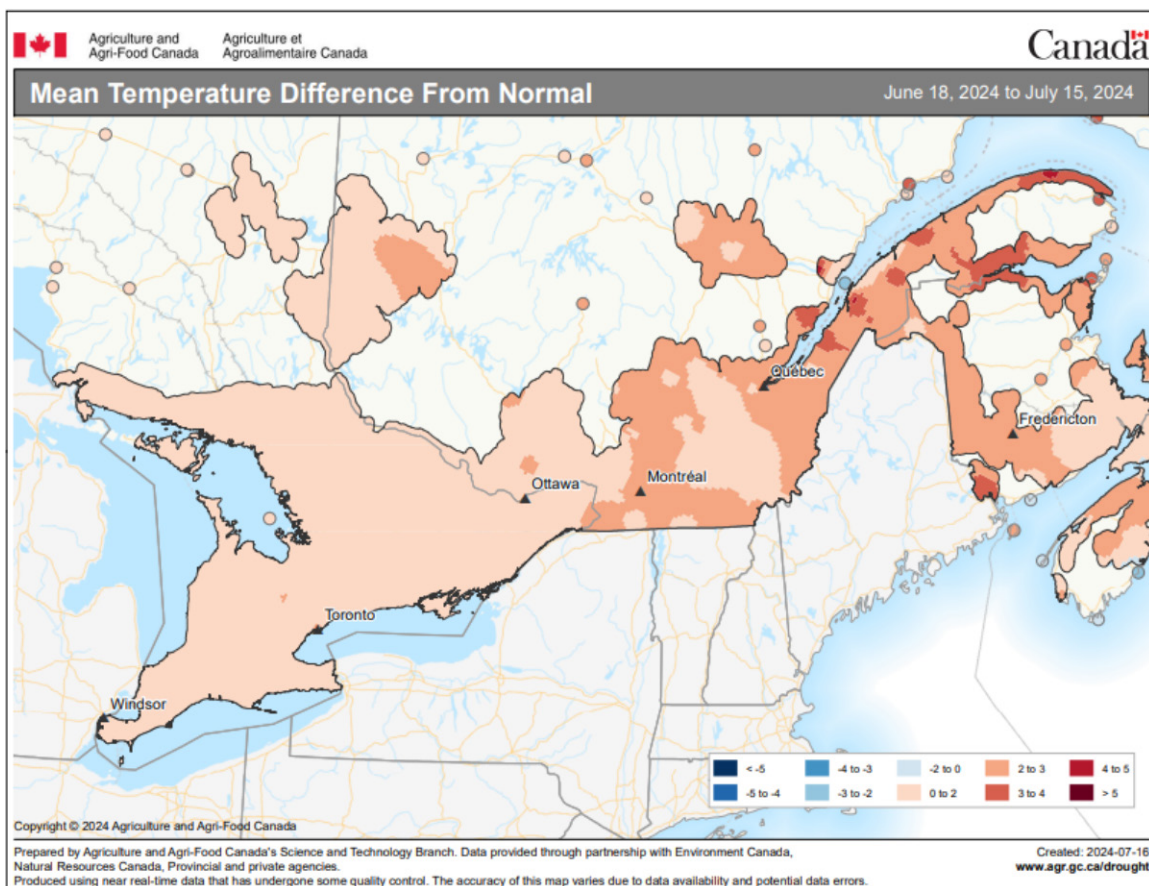 Agriculture and
Agri-Food Canada
Agriculture et
Agroalimentaire Canada
Canada
Mean Temperature Difference From Normal
June 18, 2024 to July 15, 2024
Québec
Fredericton
Ottawa
Montréal
Toronto
Windsor
< -5
-4 to -3
-2 to 0
2 to 3
4 to 5
-5 to -4
-3 to -2
0 to 2
3 to 4
> 5
Copyright © 2024 Agriculture and Agri-Food Canada
Prepared by Agriculture and Agri-Food Canada's Science and Technology Branch. Data provided through partnership with Environment Canada,
Natural Resources Canada, Provincial and private agencies.
Produced using near real-time data that has undergone some quality control. The accuracy of this map varies due to data availability and potential data errors.
Created: 2024-07-16
www.agr.gc.ca/drought